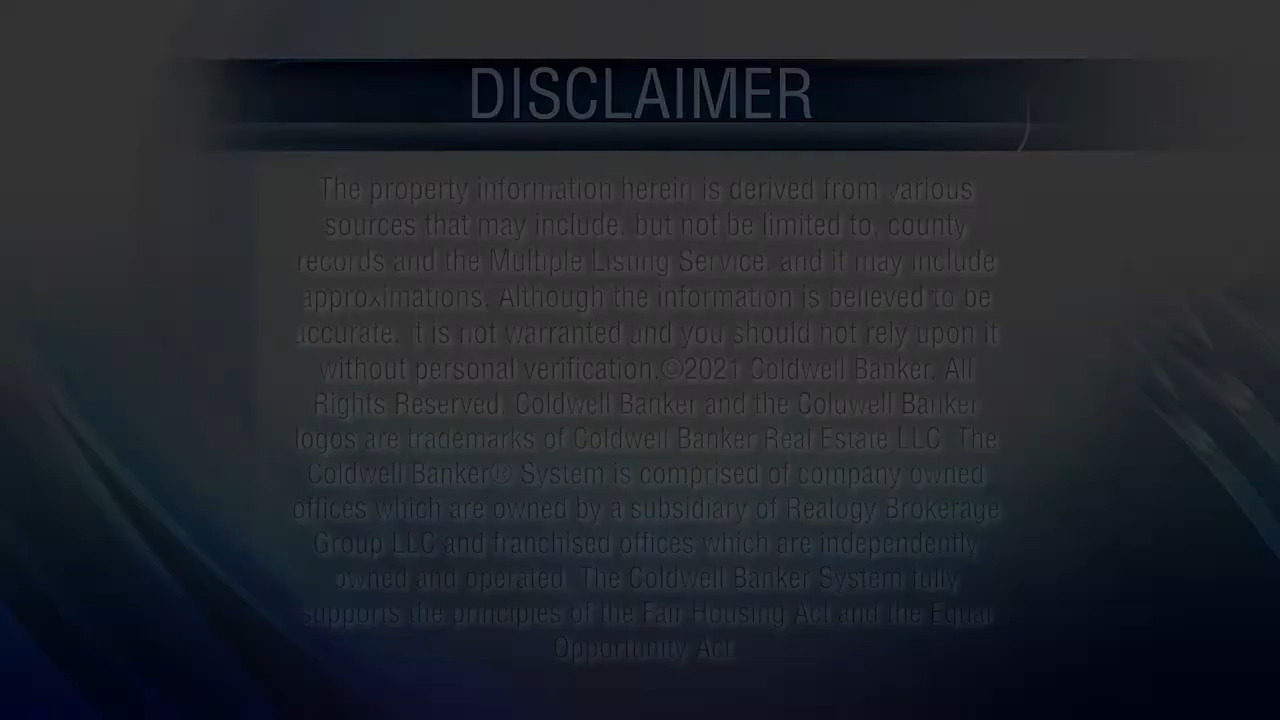 DISCLAIMER
The property information herein is derived from various
sources that may include, but not be limited to, county
records and the Multiple Listing Service, and it may include
approximations. Although the information is believed to be
accurate, it is not warranted and you should not rely upon it
without personal verification.©2021 Coldwell Banker. All
Rights Reserved. Coldwell Banker and the Coldwell Banker
logos are trademarks of Coldwell Banker Real Estate LLC. The
Coldwell Banker® System is comprised of company owned
offices which are owned by a subsidiary of Realogy Brokerage
Group LLC and franchised offices which are independently
owned and operated. The Coldwell Banker System fully
supports the principles of the Fair Housing Act and the Equal
Opportunity Act.